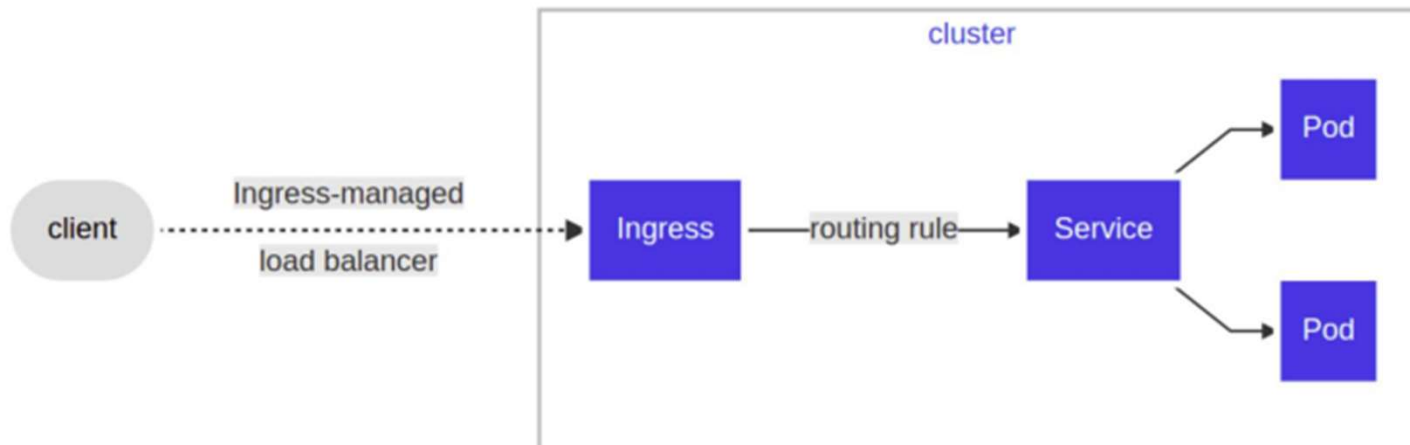 cluster
client
Ingress-managed
load balancer
Ingress
routing rule
Service
Pod
Pod